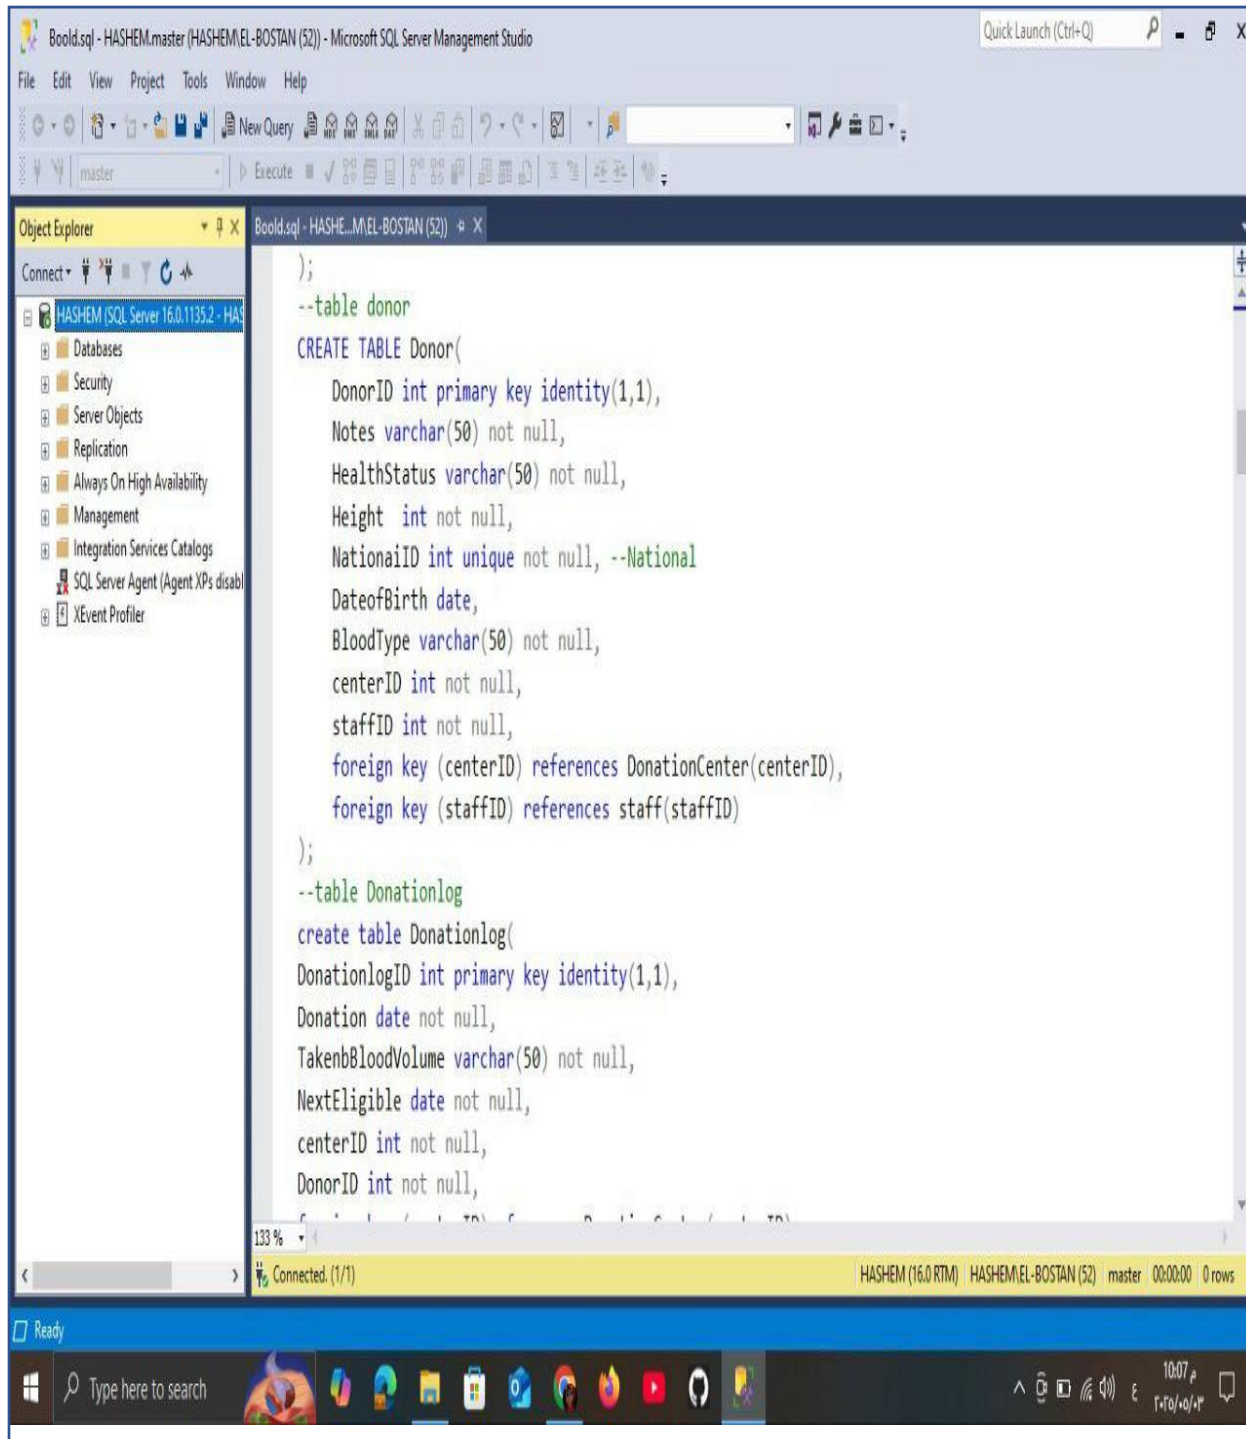 Boold.sql - HASHEM.master (HASHEM\EL-BOSTAN (52)) - Microsoft SQL Server Management Studio
Quick Launch (Ctrl+Q)
File Edit View Project Tools Window Help
New Query MDX DMX XMLA DAX
master Execute
Object Explorer
Boold.sql - HASHE...M\EL-BOSTAN (52))
Connect
HASHEM (SQL Server 16.0.1135.2 - HAS
Databases
Security
Server Objects
Replication
Always On High Availability
Management
Integration Services Catalogs
SQL Server Agent (Agent XPs disabl
XEvent Profiler
);
--table donor
CREATE TABLE Donor(
DonorID int primary key identity(1,1),
Notes varchar(50) not null,
HealthStatus varchar(50) not null,
Height  int not null,
NationaiID int unique not null, --National
DateofBirth date,
BloodType varchar(50) not null,
centerID int not null,
staffID int not null,
foreign key (centerID) references DonationCenter(centerID),
foreign key (staffID) references staff(staffID)
);
--table Donationlog
create table Donationlog(
DonationlogID int primary key identity(1,1),
Donation date not null,
TakenbBloodVolume varchar(50) not null,
NextEligible date not null,
centerID int not null,
DonorID int not null,
133 %
Connected. (1/1)
HASHEM (16.0 RTM) HASHEM\EL-BOSTAN (52) master 00:00:00 0 rows
Ready
Type here to search
ع
10:07 م
٢٠٢٥/٠٥/٠٣